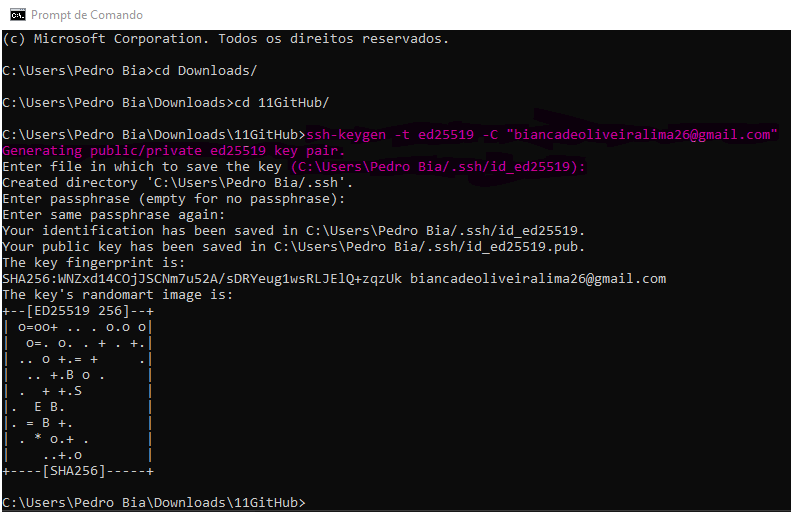 Prompt de Comando
(c) Microsoft Corporation. Todos os direitos reservados.
C:\Users\Pedro Bia>cd Downloads/
C:\Users\Pedro Bia\Downloads>cd 11GitHub/
C:\Users\Pedro Bia\Downloads\11GitHub>ssh-keygen -t ed25519 -C "biancadeoliveiralima26@gmail.com"
Generating public/private ed25519 key pair.
Enter file in which to save the key (C:\Users\Pedro Bia/.ssh/id_ed25519):
Created directory 'C:\Users\Pedro Bia/.ssh'.
Enter passphrase (empty for no passphrase):
Enter same passphrase again:
Your identification has been saved in C:\Users\Pedro Bia/.ssh/id_ed25519.
Your public key has been saved in C:\Users\Pedro Bia/.ssh/id_ed25519.pub.
The key fingerprint is:
SHA256:WNZxd14COjJSCNm7u52A/sDRYeug1wsRLJElQ+zqzUk biancadeoliveiralima26@gmail.com
The key's randomart image is:
+--[ED25519 256]--+
| o=oo+ .. . o.o o|
|  o=. o. . + . +.|
| .. o +.= +     .|
|  .. +.B o .     |
| .  + +.S        |
|.  E B.          |
|. = B +.         |
| . * o.+ .       |
|    ..+.o        |
+----[SHA256]-----+
C:\Users\Pedro Bia\Downloads\11GitHub>